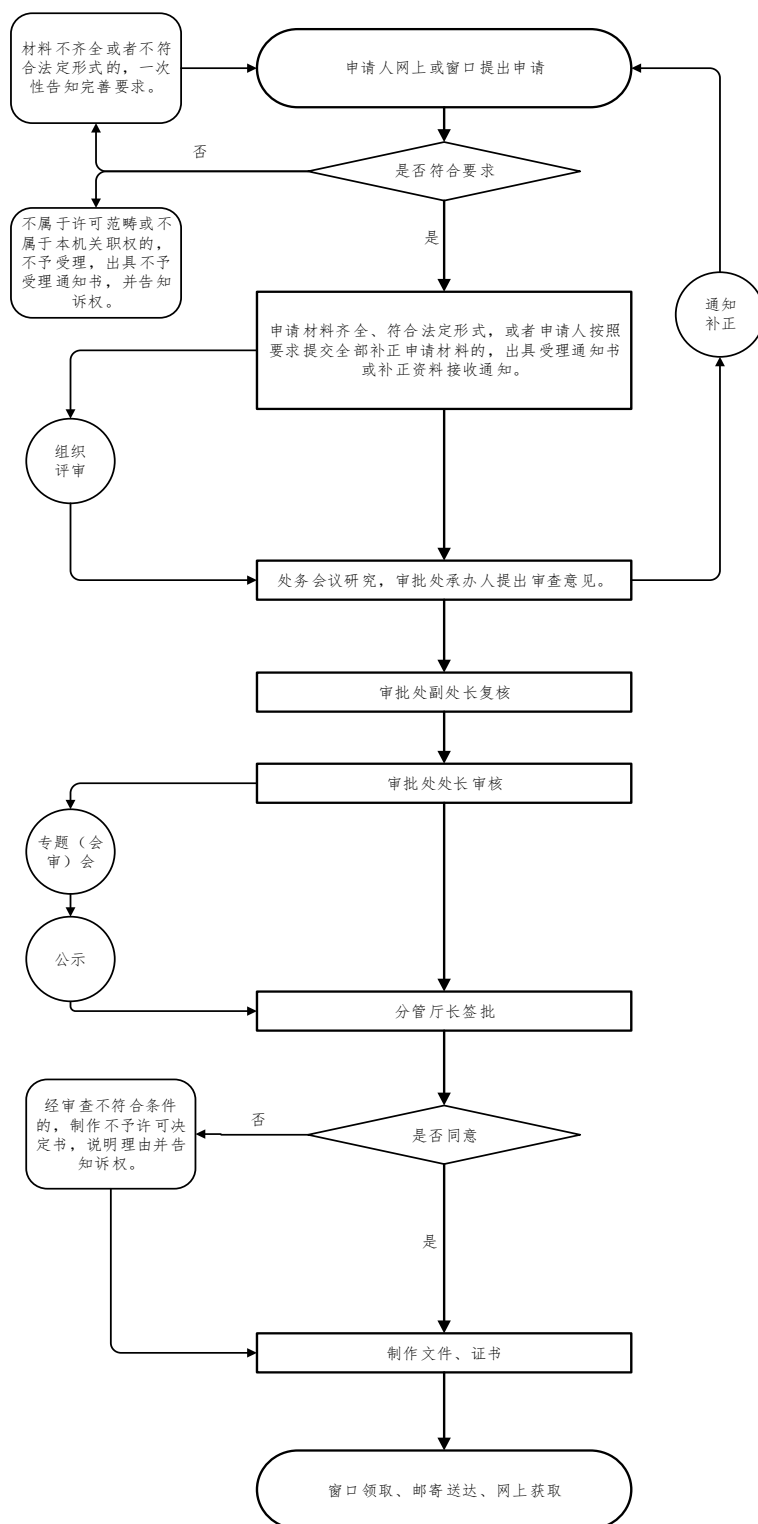 材料不齐全或者不符
合法定形式的，一次
性告知完善要求。
申请人网上或窗口提出申请
否
是否符合要求
不属于许可范畴或不
属于本机关职权的，
不予受理，出具不予
受理通知书，并告知
诉权。
是
通知
补正
申请材料齐全、符合法定形式，或者申请人按照
要求提交全部补正申请材料的，出具受理通知书
或补正资料接收通知。
组织
评审
处务会议研究，审批处承办人提出审查意见。
审批处副处长复核
审批处处长审核
专题（会
审）会
公示
分管厅长签批
经审查不符合条件
的，制作不予许可决
定书，说明理由并告
知诉权。
否
是否同意
是
制作文件、证书
窗口领取、邮寄送达、网上获取